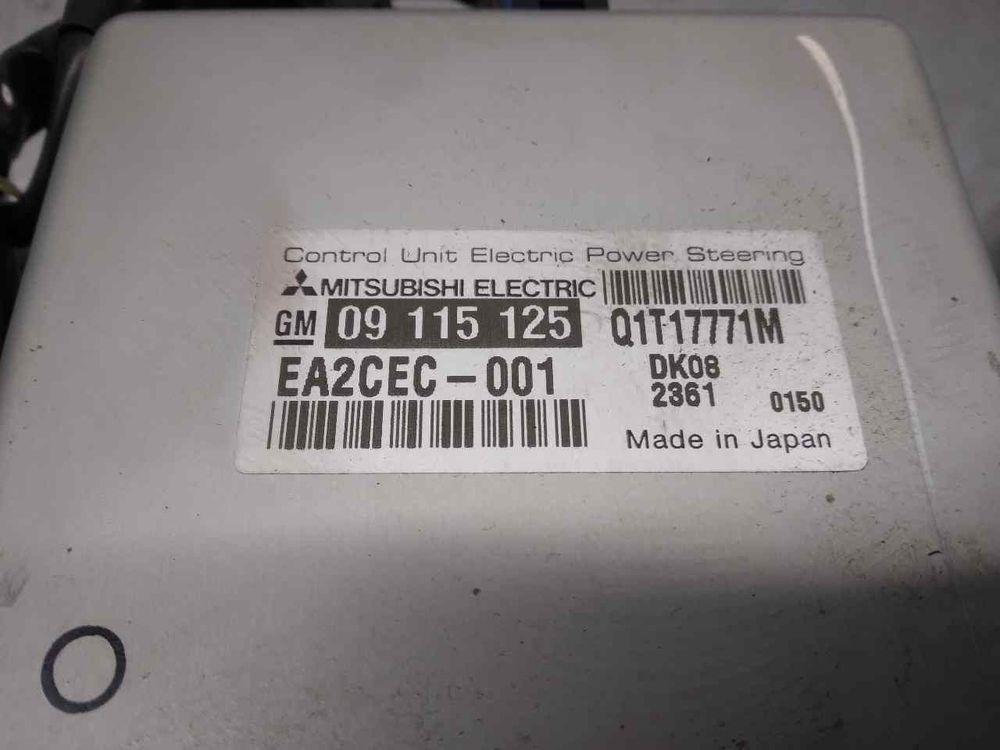 Control Unit Electric Power Steering
MITSUBISHI ELECTRIC
GM 09 115 125 Q1T17771M
EA2CEC-001 DK08
2361 0150
Made in Japan